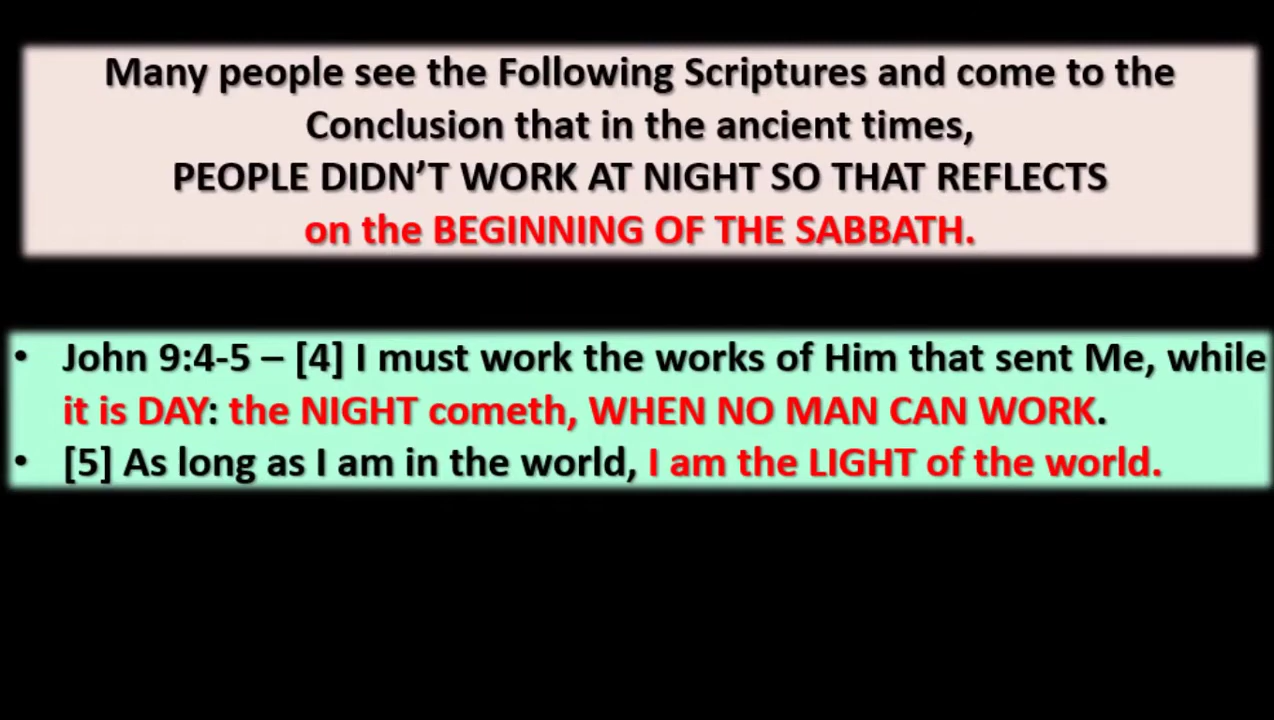 Many people see the Following Scriptures and come to the
Conclusion that in the ancient times,
PEOPLE DIDN’T WORK AT NIGHT SO THAT REFLECTS
on the BEGINNING OF THE SABBATH.
• John 9:4-5 – [4] I must work the works of Him that sent Me, while
it is DAY: the NIGHT cometh, WHEN NO MAN CAN WORK.
• [5] As long as I am in the world, I am the LIGHT of the world.